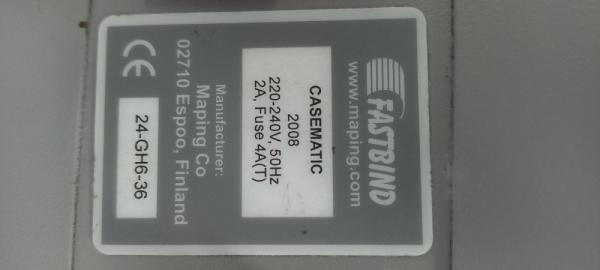 FASTBIND
www.maping.com
CASEMATIC
2008
220-240V, 50Hz
2A, Fuse 4A(T)
Manufacturer:
Maping Co
02710 Espoo, Finland
CE
24-GH6-36